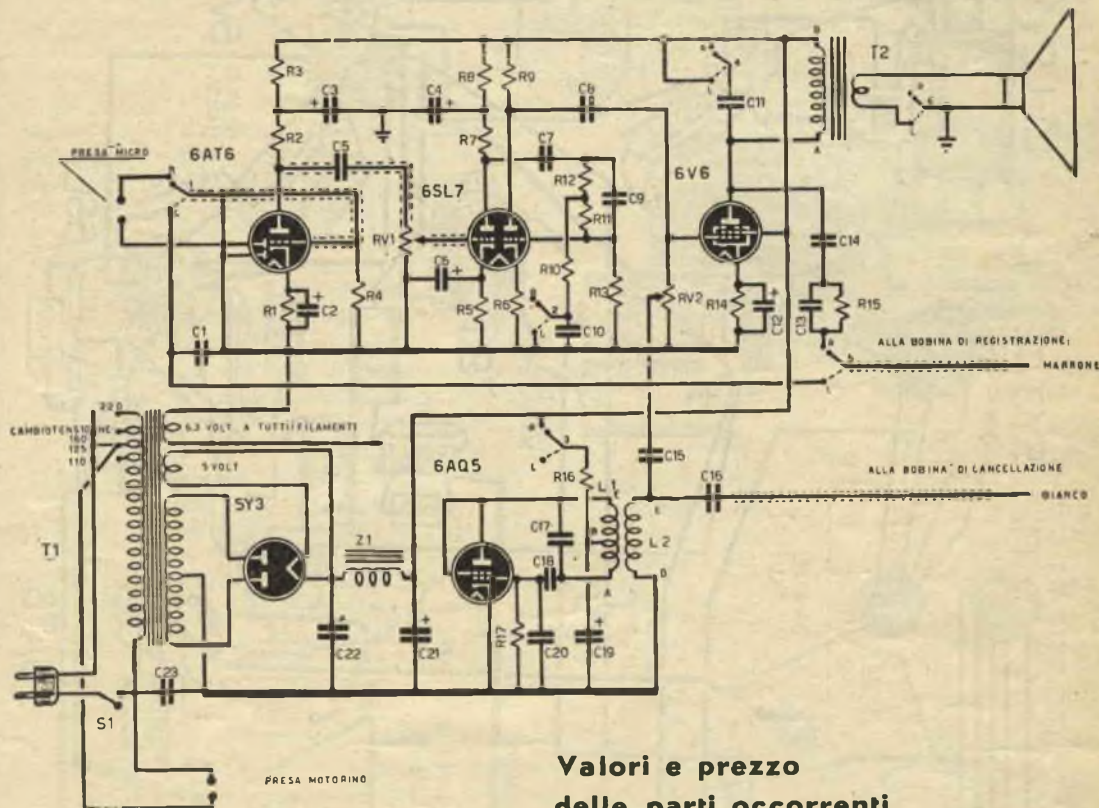 R3
R8
R9
C3
C4
C8
C11
T2
B
A
R2
R7
PRESA MICRO
6AT6
C5
6SL7
C7
R12
C9
6V6
R11
RV1
C14
C6
R10
R1
C2
R4
R5
R6
R13
RV2
R14
C12
C13
R15
C10
C1
ALLA BOBINA DI REGISTRAZIONE:
MARRONE
220
CAMBIOTENSIONE
160
125
110
6,3 VOLT. A TUTTI I FILAMENTI
5 VOLT
6AQ5
R16
C15
C16
ALLA BOBINA DI CANCELLAZIONE
BIANCO
5Y3
Z1
T1
C17
C18
L2
A
D
R17
C22
C21
C20
C19
C23
S1
PRESA MOTORINO
Valori e prezzo
delle parti occorrenti